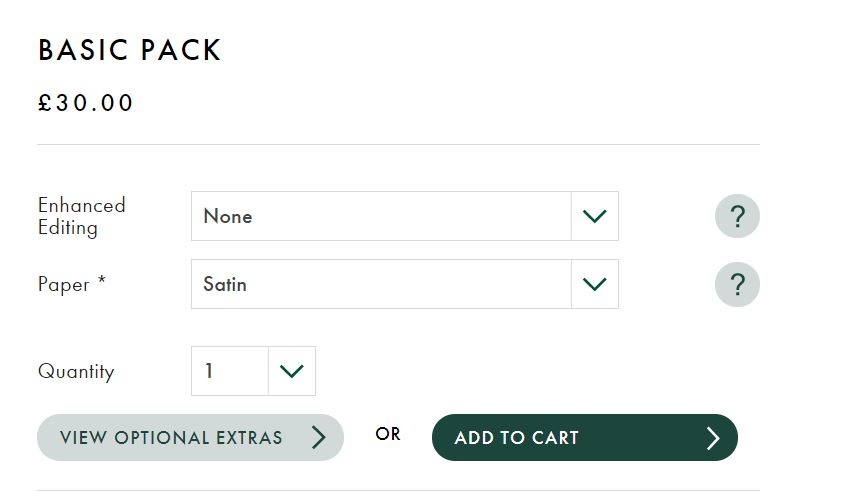 BASIC PACK
£30.00
Enhanced
Editing
None
?
Paper *
Satin
?
Quantity
1
VIEW OPTIONAL EXTRAS
OR
ADD TO CART